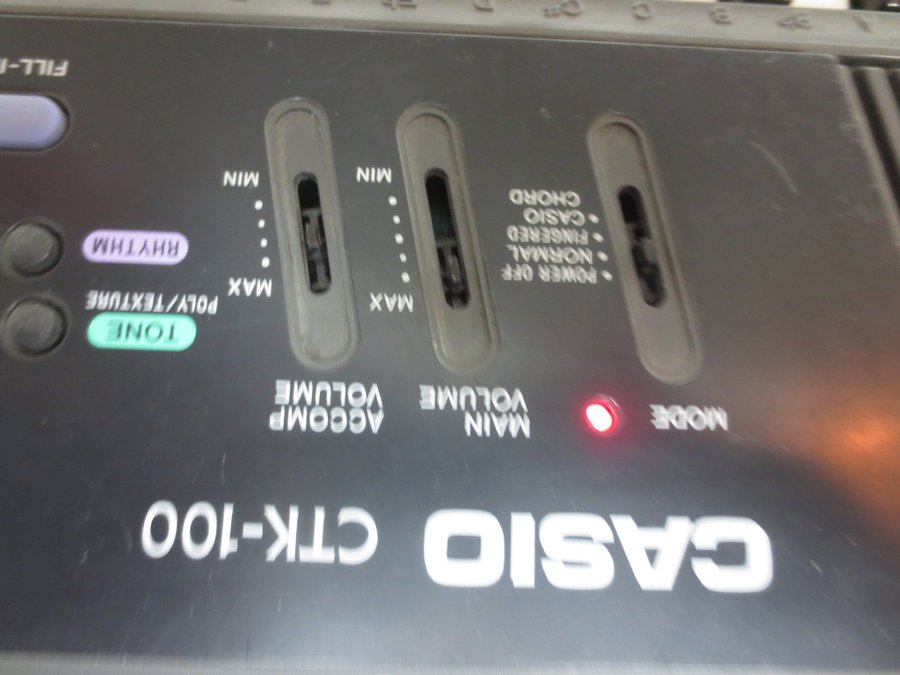 CASIO CTK-100
MODE
MAIN
VOLUME
ACCOMP
VOLUME
• POWER OFF
• NORMAL
• FINGERED
• CASIO
CHORD
MAX
MIN
MAX
MIN
TONE
POLY/TEXTURE
RHYTHM
A B C C# D